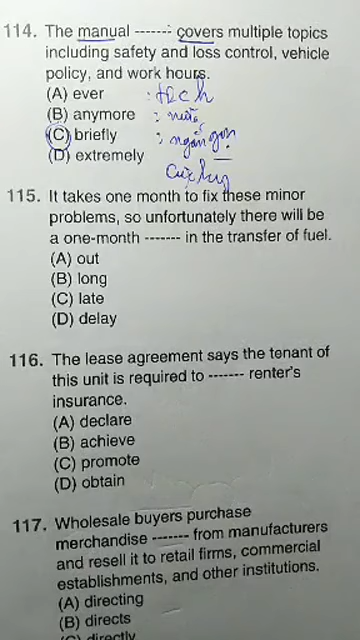 114. The manual ------- covers multiple topics
including safety and loss control, vehicle
policy, and work hours.
(A) ever
(B) anymore : nữa
(C) briefly : ngắn gọn
(D) extremely cực kỳ
115. It takes one month to fix these minor
problems, so unfortunately there will be
a one-month ------- in the transfer of fuel.
(A) out
(B) long
(C) late
(D) delay
116. The lease agreement says the tenant of
this unit is required to ------- renter's
insurance.
(A) declare
(B) achieve
(C) promote
(D) obtain
117. Wholesale buyers purchase
merchandise ------- from manufacturers
and resell it to retail firms, commercial
establishments, and other institutions.
(A) directing
(B) directs
(C) directly